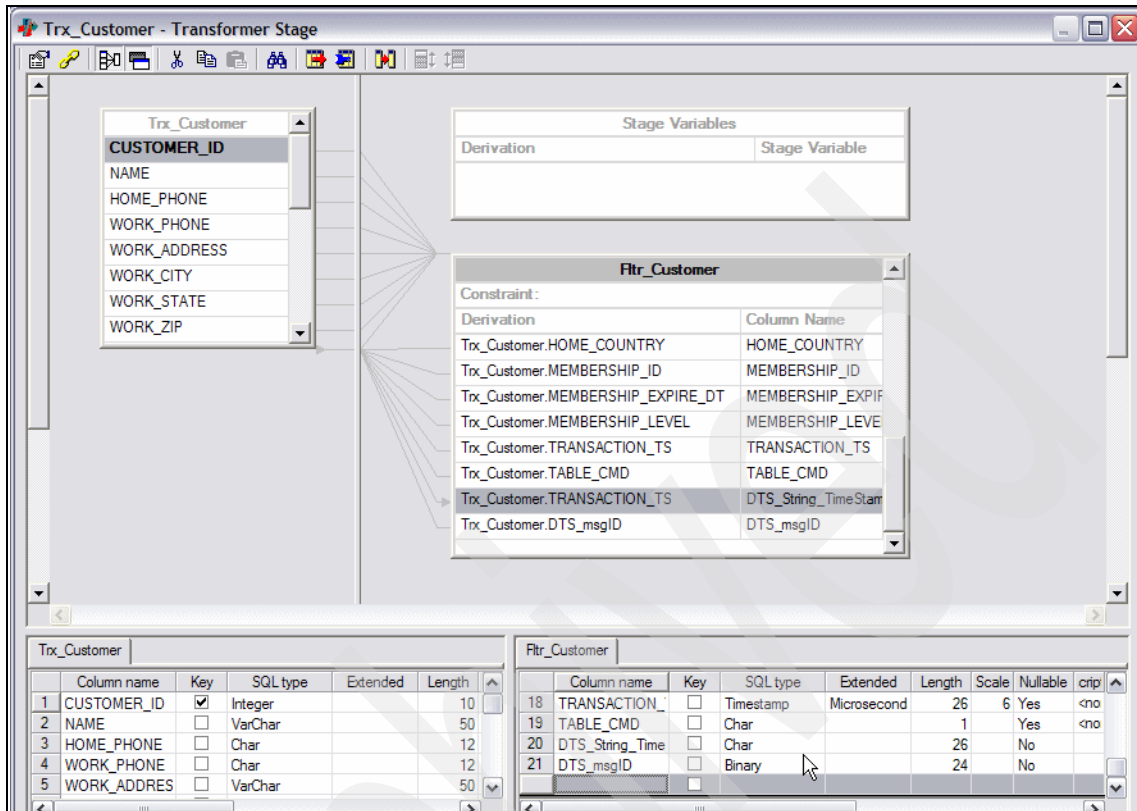 Trx_Customer - Transformer Stage
Trx_Customer
CUSTOMER_ID
NAME
HOME_PHONE
WORK_PHONE
WORK_ADDRESS
WORK_CITY
WORK_STATE
WORK_ZIP
Stage Variables
Derivation Stage Variable
Fltr_Customer
Constraint:
Derivation Column Name
Trx_Customer.HOME_COUNTRY HOME_COUNTRY
Trx_Customer.MEMBERSHIP_ID MEMBERSHIP_ID
Trx_Customer.MEMBERSHIP_EXPIRE_DT MEMBERSHIP_EXPIF
Trx_Customer.MEMBERSHIP_LEVEL MEMBERSHIP_LEVE
Trx_Customer.TRANSACTION_TS TRANSACTION_TS
Trx_Customer.TABLE_CMD TABLE_CMD
Trx_Customer.TRANSACTION_TS DTS_String_TimeStam
Trx_Customer.DTS_msgID DTS_msgID
Trx_Customer
Column name Key SQL type Extended Length
1 CUSTOMER_ID Integer 10
2 NAME VarChar 50
3 HOME_PHONE Char 12
4 WORK_PHONE Char 12
5 WORK_ADDRES VarChar 50
Fltr_Customer
Column name Key SQL type Extended Length Scale Nullable cript
18 TRANSACTION_ Timestamp Microsecond 26 6 Yes <no
19 TABLE_CMD Char 1 Yes <no
20 DTS_String_Time Char 26 No
21 DTS_msgID Binary 24 No